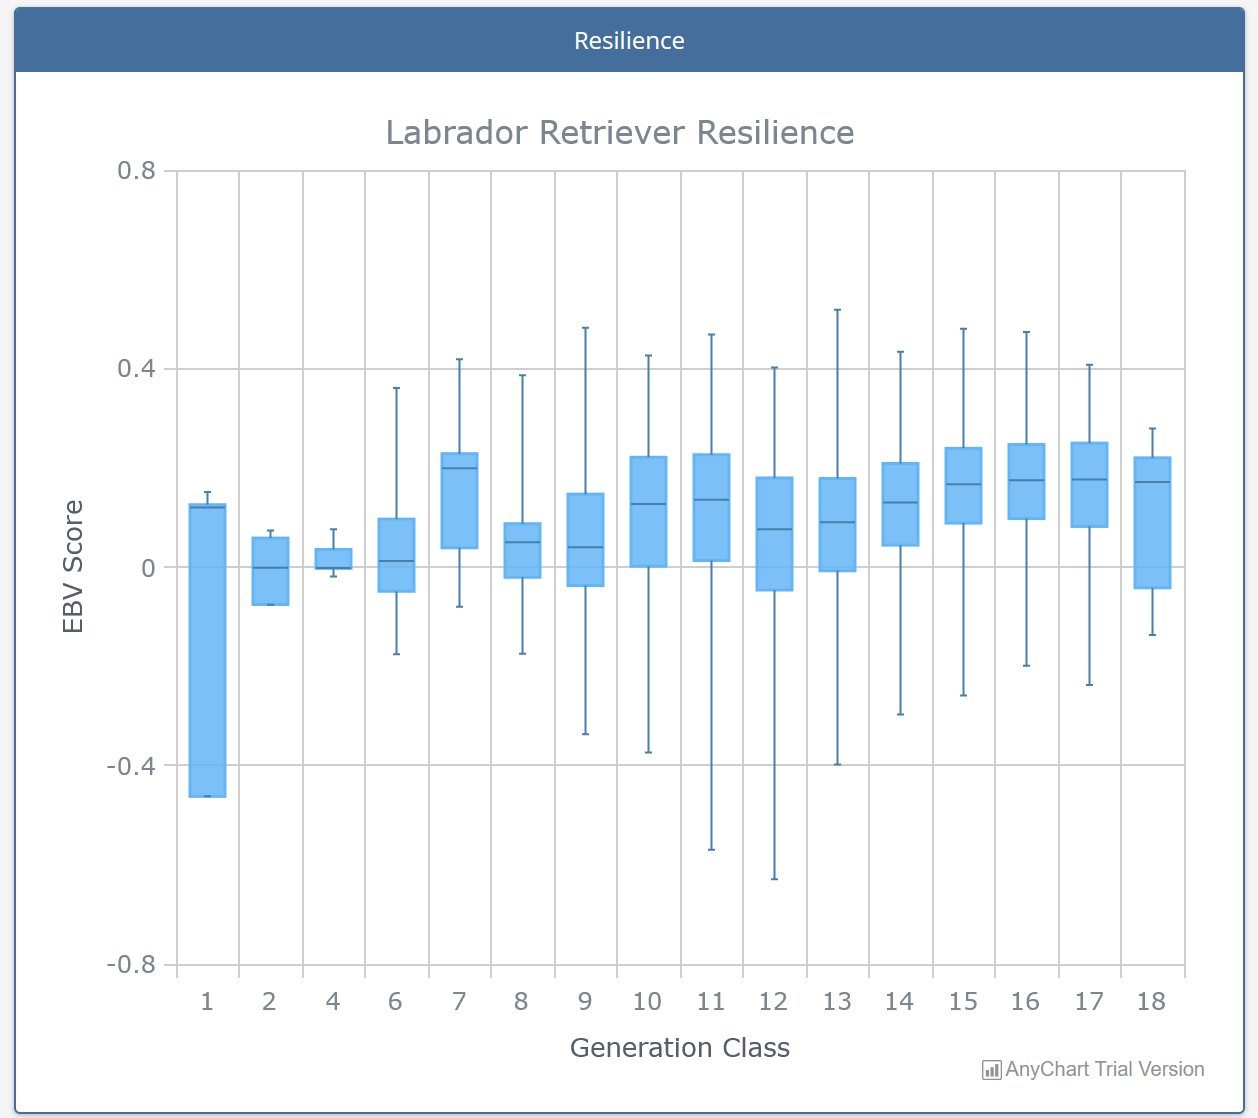 Resilience
Labrador Retriever Resilience
0.8
0.4
0
-0.4
-0.8
EBV Score
1 2 4 6 7 8 9 10 11 12 13 14 15 16 17 18
Generation Class
AnyChart Trial Version